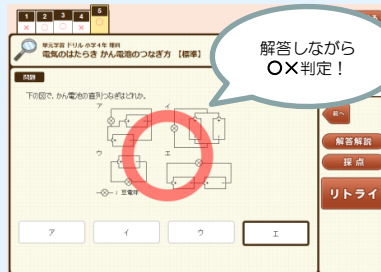 1 2 3 4 5
× ○ ○ × ○
解答しながら
○×判定！
単元学習 ドリル 小学4年 理科
電気のはたらき かん電池のつなぎ方 【標準】
問題
下の図で、かん電池の直列つなぎはどれか。
ア イ
ウ エ
：豆電球
前へ
解答解説
採点
リトライ
ア イ ウ エ